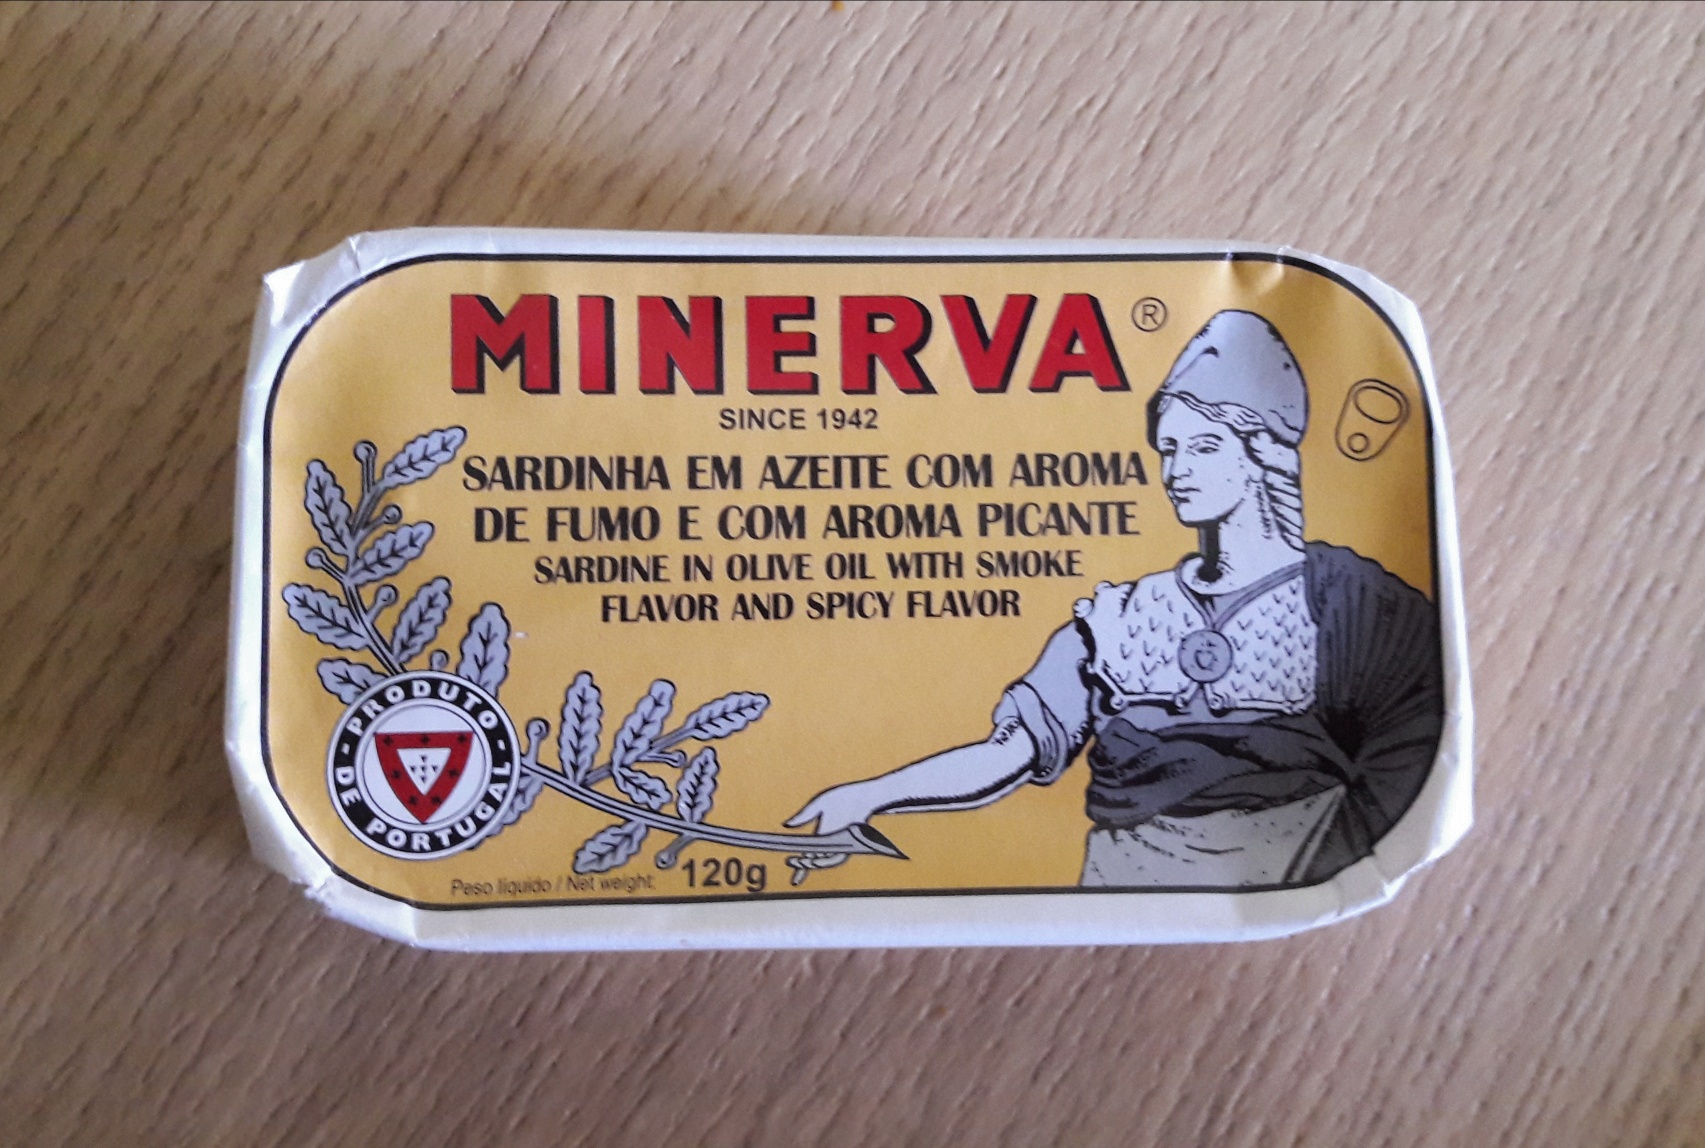 MINERVA®
SINCE 1942
SARDINHA EM AZEITE COM AROMA
DE FUMO E COM AROMA PICANTE
SARDINE IN OLIVE OIL WITH SMOKE
FLAVOR AND SPICY FLAVOR
- PRODUTO -
DE PORTUGAL
Peso líquido / Net weight: 120g